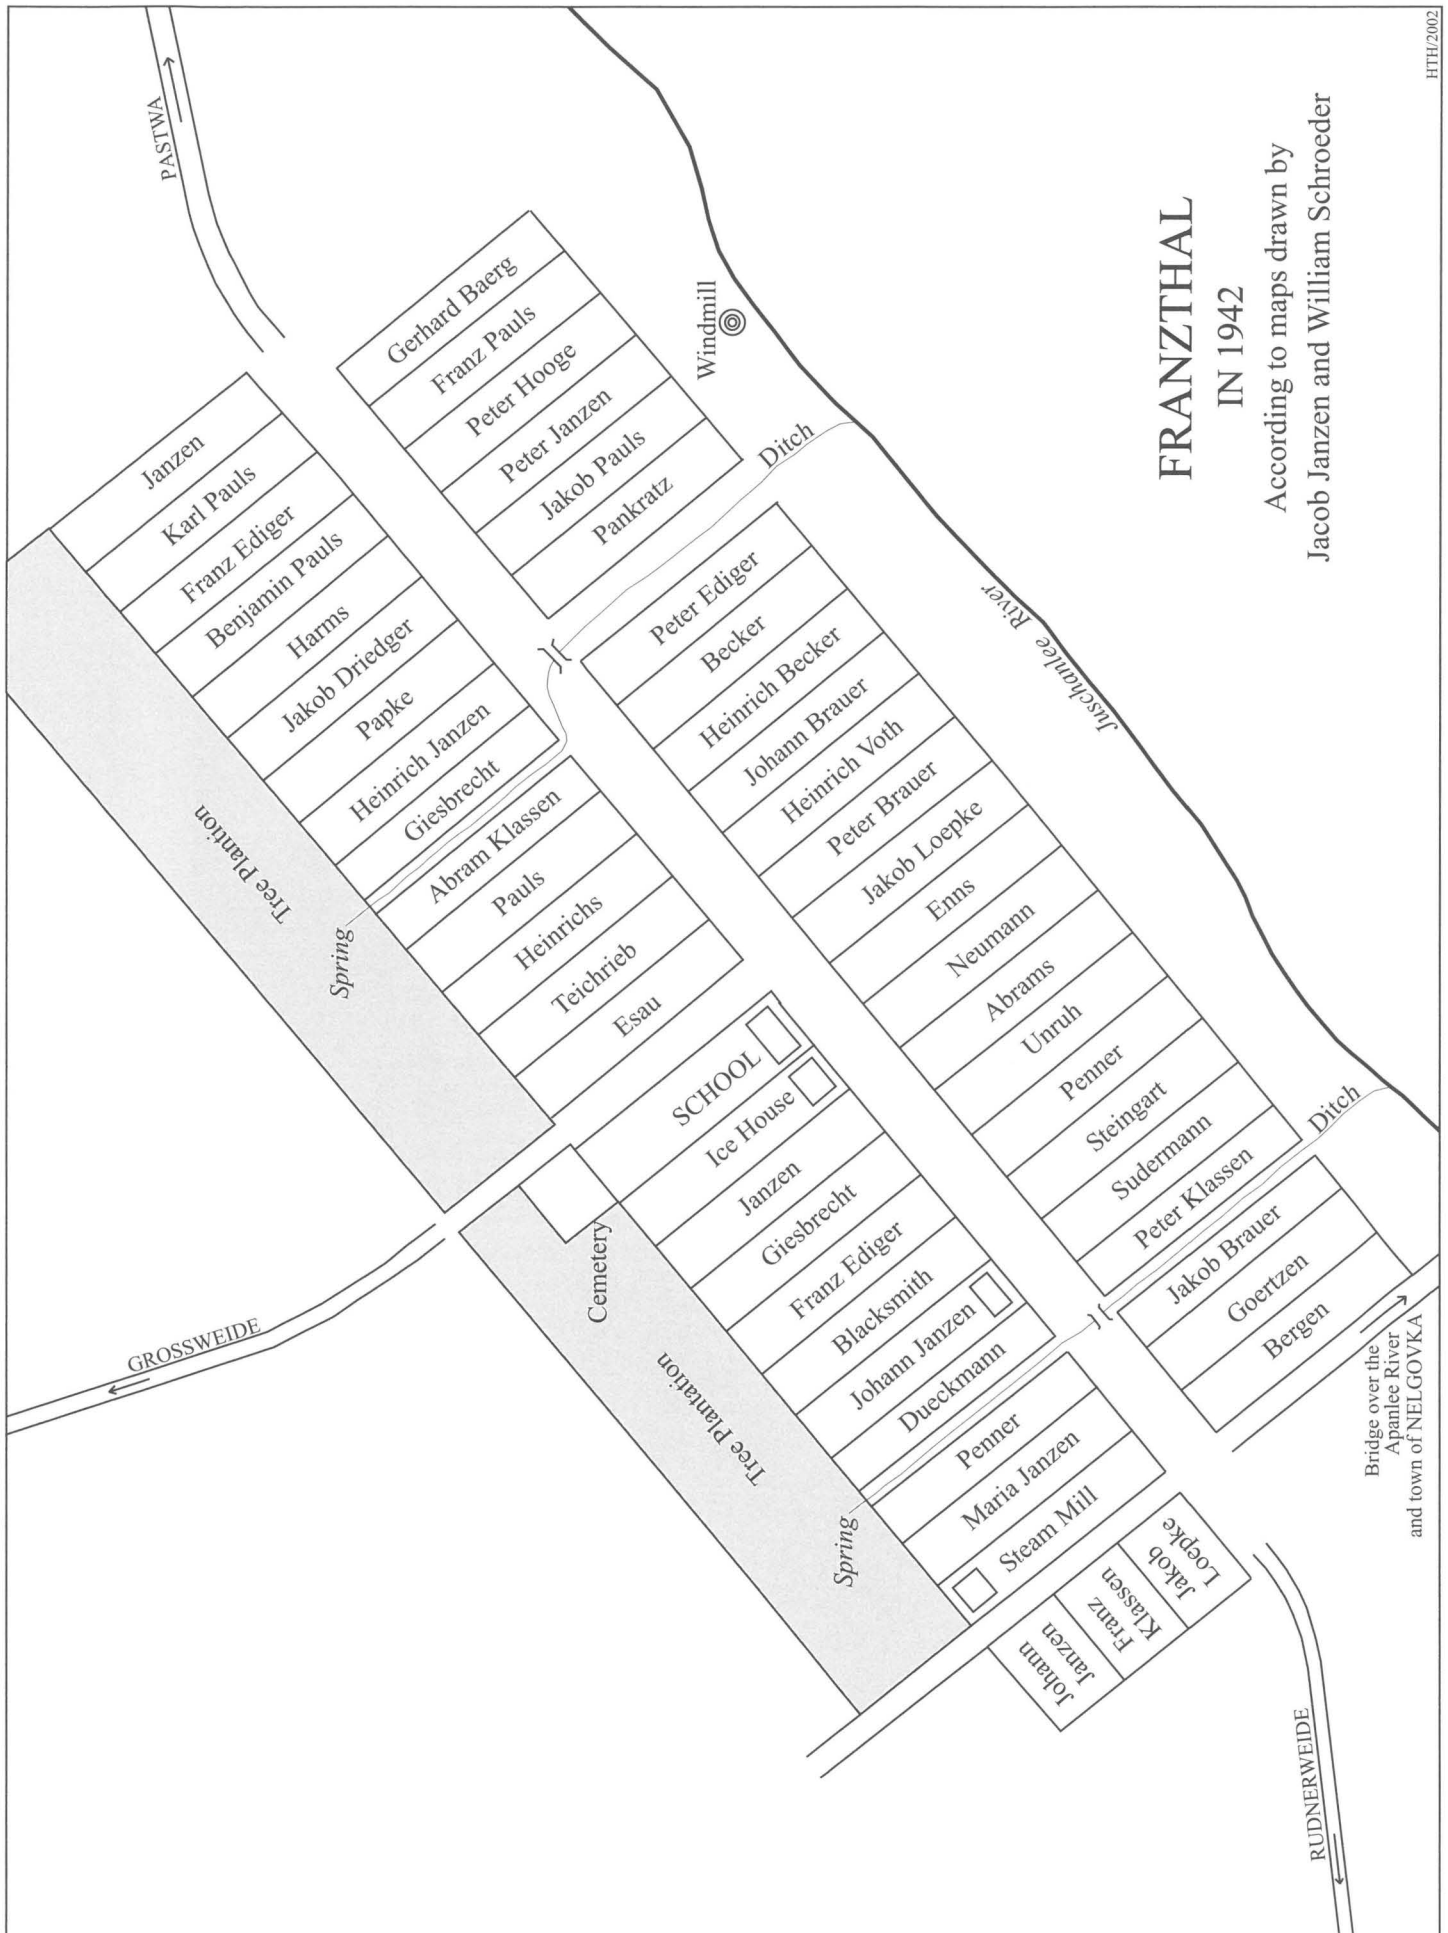 FRANZTHAL
IN 1942
According to maps drawn by
Jacob Janzen and William Schroeder
HTH/2002
PASTWA
GROSSWEIDE
RUDNERWEIDE
Bridge over the
Apanlee River
and town of NELGOVKA
Juschanlee River
Windmill
Ditch
Ditch
Tree Plantion
Spring
Cemetery
Tree Plantation
Spring
Janzen
Karl Pauls
Franz Ediger
Benjamin Pauls
Harms
Jakob Driedger
Papke
Heinrich Janzen
Giesbrecht
Abram Klassen
Pauls
Heinrichs
Teichrieb
Esau
SCHOOL
Ice House
Janzen
Giesbrecht
Franz Ediger
Blacksmith
Johann Janzen
Dueckmann
Penner
Maria Janzen
Steam Mill
Johann
Janzen
Franz
Klassen
Jakob
Loepke
Gerhard Baerg
Franz Pauls
Peter Hooge
Peter Janzen
Jakob Pauls
Pankratz
Peter Ediger
Becker
Heinrich Becker
Johann Brauer
Heinrich Voth
Peter Brauer
Jakob Loepke
Enns
Neumann
Abrams
Unruh
Penner
Steingart
Sudermann
Peter Klassen
Jakob Brauer
Goertzen
Bergen